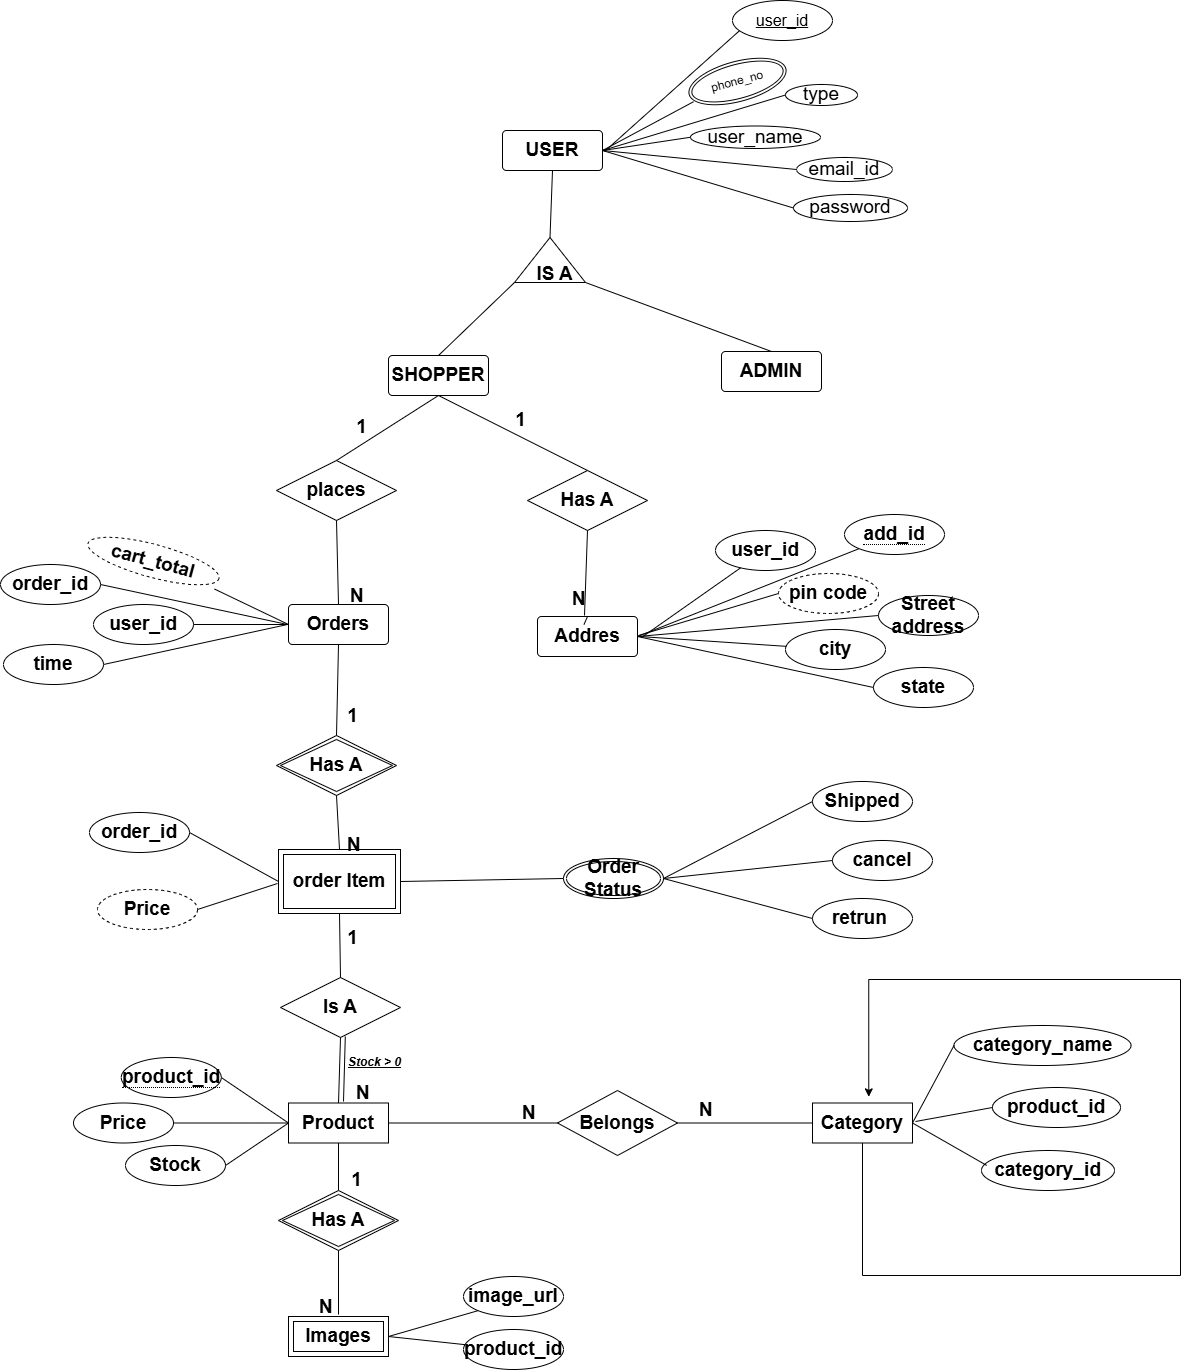 user_id
phone_no
type
user_name
USER
email_id
password
IS A
SHOPPER
ADMIN
1
1
places
Has A
cart_total
order_id
user_id
time
N
Orders
user_id
add_id
pin code
Street
address
city
state
N
Addres
1
Has A
N
order_id
Price
order Item
Order
Status
Shipped
cancel
retrun
1
Is A
Stock > 0
N
product_id
Price
Stock
Product
N
Belongs
N
Category
category_name
product_id
category_id
1
Has A
N
Images
image_url
product_id